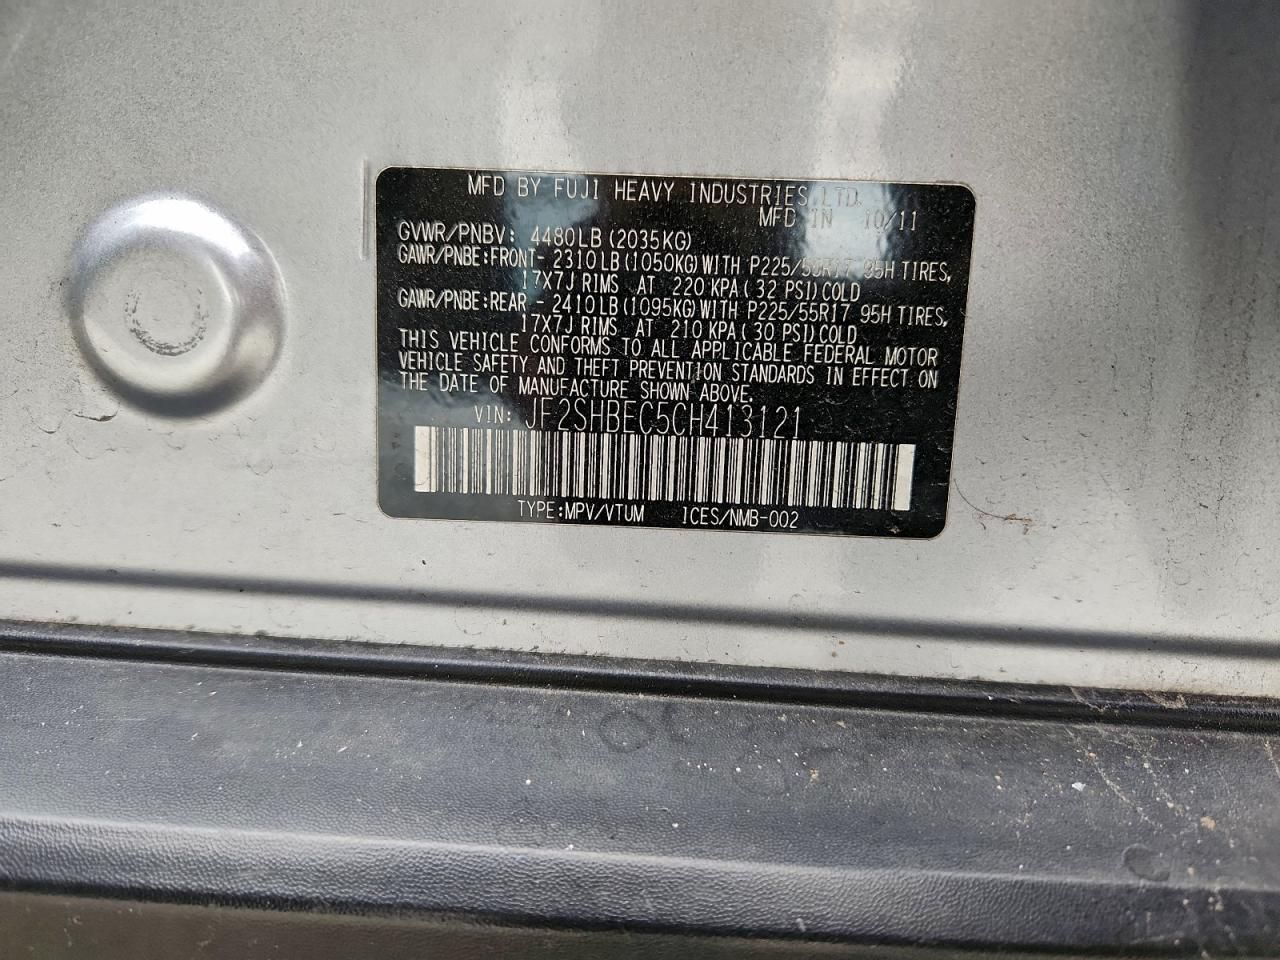 MFD BY FUJI HEAVY INDUSTRIES LTD.
MFD IN 10/11
GVWR/PNBV: 4480LB (2035KG)
GAWR/PNBE:FRONT- 2310LB(1050KG)WITH P225/55R17 95H TIRES,
17X7J RIMS AT 220 KPA( 32 PSI)COLD
GAWR/PNBE:REAR - 2410LB(1095KG)WITH P225/55R17 95H TIRES,
17X7J RIMS AT 210 KPA( 30 PSI)COLD
THIS VEHICLE CONFORMS TO ALL APPLICABLE FEDERAL MOTOR
VEHICLE SAFETY AND THEFT PREVENTION STANDARDS IN EFFECT ON
THE DATE OF MANUFACTURE SHOWN ABOVE.
VIN: JF2SHBEC5CH413121
TYPE:MPV/VTUM ICES/NMB-002